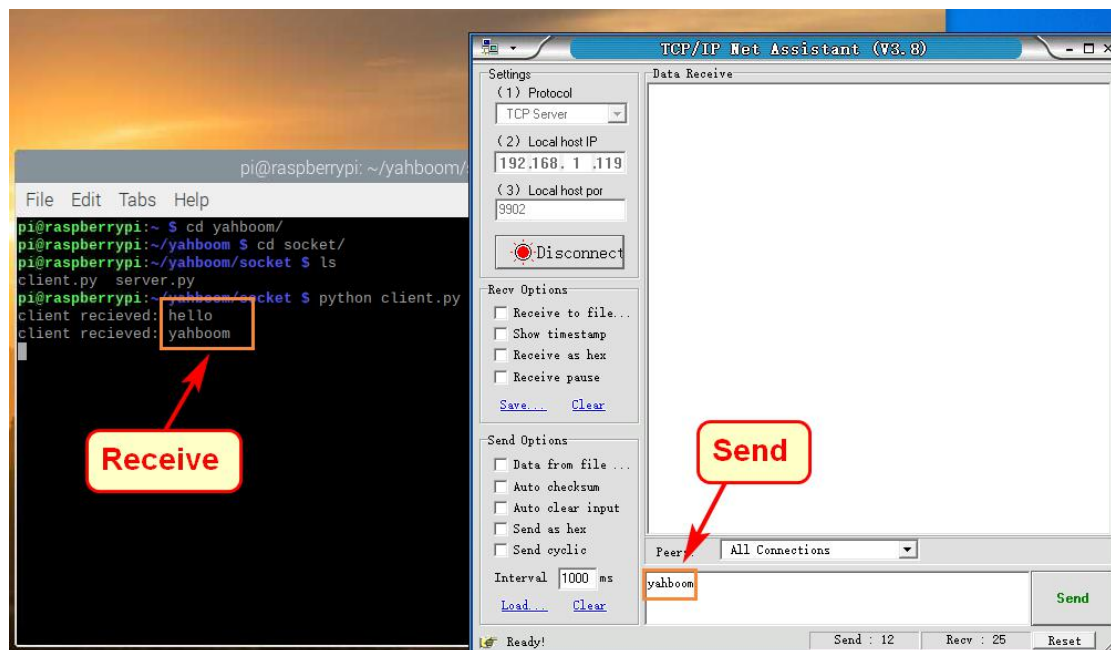 TCP/IP Net Assistant (V3.8)
Settings
(1) Protocol
TCP Server
(2) Local host IP
192.168. 1 .119
(3) Local host por
9902
Disconnect
Recv Options
Receive to file...
Show timestamp
Receive as hex
Receive pause
Save... Clear
Send Options
Data from file ...
Auto checksum
Auto clear input
Send as hex
Send cyclic
Interval 1000 ms
Load... Clear
Ready!
Data Receive
Send
Peers:
All Connections
yahboom
Send
Send : 12 Recv : 25 Reset
pi@raspberrypi: ~/yahboom/
File Edit Tabs Help
pi@raspberrypi:~ $ cd yahboom/
pi@raspberrypi:~/yahboom $ cd socket/
pi@raspberrypi:~/yahboom/socket $ ls
client.py server.py
pi@raspberrypi:~/yahboom/socket $ python client.py
client recieved: hello
client recieved: yahboom
Receive